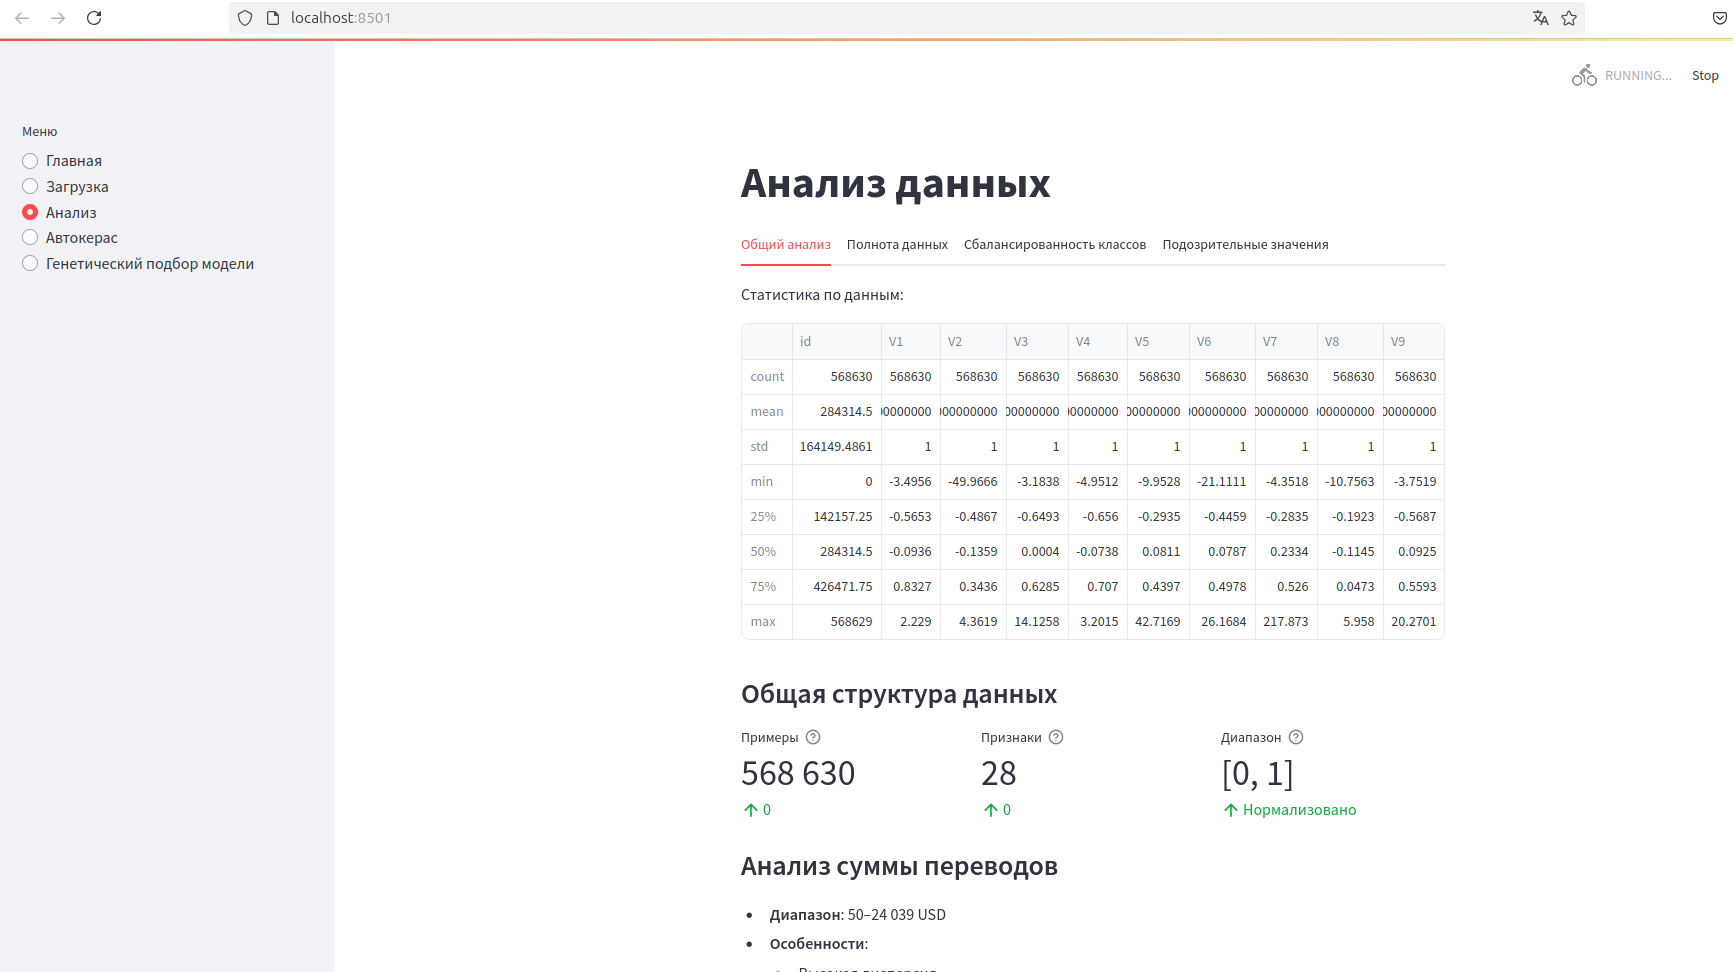 localhost:8501
RUNNING...
Stop
Меню
Главная
Загрузка
Анализ
Автокерас
Генетический подбор модели
Анализ данных
Общий анализ Полнота данных Сбалансированность классов Подозрительные значения
Статистика по данным:
id V1 V2 V3 V4 V5 V6 V7 V8 V9
count 568630 568630 568630 568630 568630 568630 568630 568630 568630 568630
mean 284314.5 00000000 000000000 00000000 00000000 00000000 000000000 00000000 000000000 00000000
std 164149.4861 1 1 1 1 1 1 1 1 1
min 0 -3.4956 -49.9666 -3.1838 -4.9512 -9.9528 -21.1111 -4.3518 -10.7563 -3.7519
25% 142157.25 -0.5653 -0.4867 -0.6493 -0.656 -0.2935 -0.4459 -0.2835 -0.1923 -0.5687
50% 284314.5 -0.0936 -0.1359 0.0004 -0.0738 0.0811 0.0787 0.2334 -0.1145 0.0925
75% 426471.75 0.8327 0.3436 0.6285 0.707 0.4397 0.4978 0.526 0.0473 0.5593
max 568629 2.229 4.3619 14.1258 3.2015 42.7169 26.1684 217.873 5.958 20.2701
Общая структура данных
Примеры Признаки Диапазон
568 630 28 [0, 1]
↑ 0 ↑ 0 ↑ Нормализовано
Анализ суммы переводов
• Диапазон: 50–24 039 USD
• Особенности: